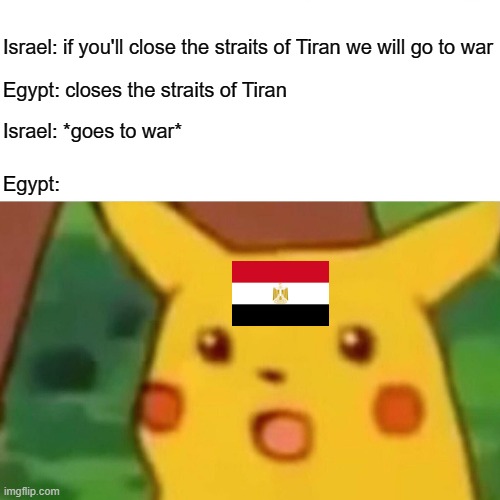 Israel: if you'll close the straits of Tiran we will go to war
Egypt: closes the straits of Tiran
Israel: *goes to war*
Egypt:
imgflip.com